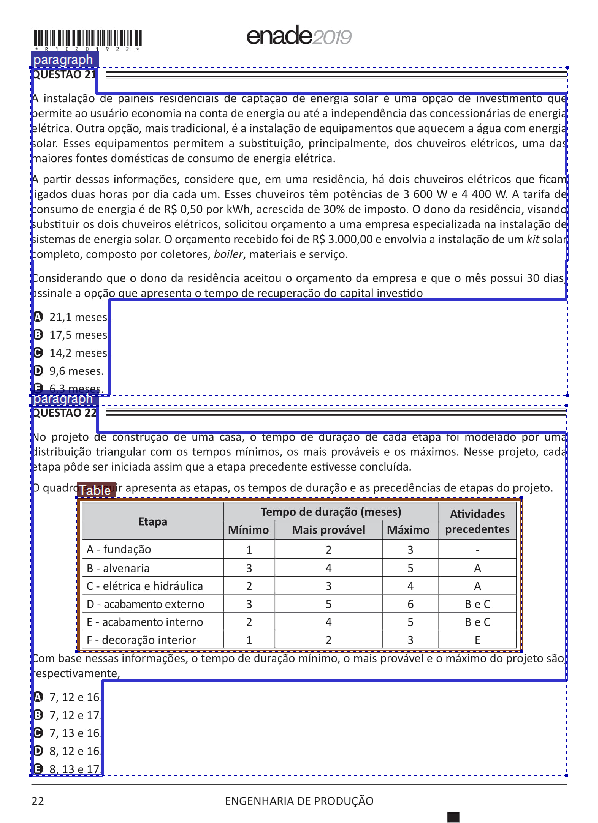 enade2019
paragraph
QUESTÃO 21
A instalação de painéis residenciais de captação de energia solar é uma opção de investimento que
permite ao usuário economia na conta de energia ou até a independência das concessionárias de energia
elétrica. Outra opção, mais tradicional, é a instalação de equipamentos que aquecem a água com energia
solar. Esses equipamentos permitem a substituição, principalmente, dos chuveiros elétricos, uma das
maiores fontes domésticas de consumo de energia elétrica.
A partir dessas informações, considere que, em uma residência, há dois chuveiros elétricos que ficam
ligados duas horas por dia cada um. Esses chuveiros têm potências de 3 600 W e 4 400 W. A tarifa de
consumo de energia é de R$ 0,50 por kWh, acrescida de 30% de imposto. O dono da residência, visando
substituir os dois chuveiros elétricos, solicitou orçamento a uma empresa especializada na instalação de
sistemas de energia solar. O orçamento recebido foi de R$ 3.000,00 e envolvia a instalação de um kit solar
completo, composto por coletores, boiler, materiais e serviço.
Considerando que o dono da residência aceitou o orçamento da empresa e que o mês possui 30 dias,
assinale a opção que apresenta o tempo de recuperação do capital investido
A 21,1 meses
B 17,5 meses
C 14,2 meses
D 9,6 meses.
E 6,3 meses.
paragraph
QUESTÃO 22
No projeto de construção de uma casa, o tempo de duração de cada etapa foi modelado por uma
distribuição triangular com os tempos mínimos, os mais prováveis e os máximos. Nesse projeto, cada
etapa pôde ser iniciada assim que a etapa precedente estivesse concluída.
O quadro apresenta as etapas, os tempos de duração e as precedências de etapas do projeto.
Table
Etapa Tempo de duração (meses) Atividades precedentes
Mínimo Mais provável Máximo
A - fundação 1 2 3 -
B - alvenaria 3 4 5 A
C - elétrica e hidráulica 2 3 4 A
D - acabamento externo 3 5 6 B e C
E - acabamento interno 2 4 5 B e C
F - decoração interior 1 2 3 E
Com base nessas informações, o tempo de duração mínimo, o mais provável e o máximo do projeto são,
respectivamente,
A 7, 12 e 16.
B 7, 12 e 17.
C 7, 13 e 16.
D 8, 12 e 16.
E 8, 13 e 17.
22 ENGENHARIA DE PRODUÇÃO